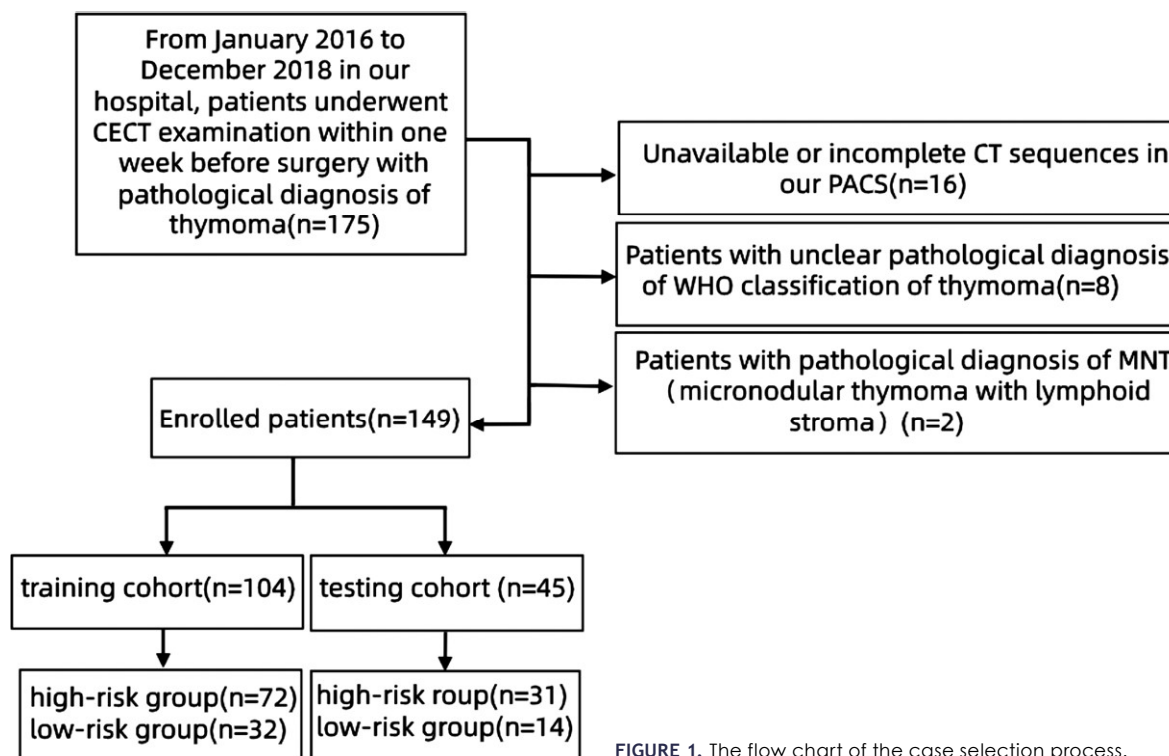 From January 2016 to
December 2018 in our
hospital, patients underwent
CECT examination within one
week before surgery with
pathological diagnosis of
thymoma(n=175)
Unavailable or incomplete CT sequences in
our PACS(n=16)
Patients with unclear pathological diagnosis
of WHO classification of thymoma(n=8)
Patients with pathological diagnosis of MNT
(micronodular thymoma with lymphoid
stroma) (n=2)
Enrolled patients(n=149)
training cohort(n=104)
testing cohort (n=45)
high-risk group(n=72)
low-risk group(n=32)
high-risk roup(n=31)
low-risk group(n=14)
FIGURE 1. The flow chart of the case selection process.